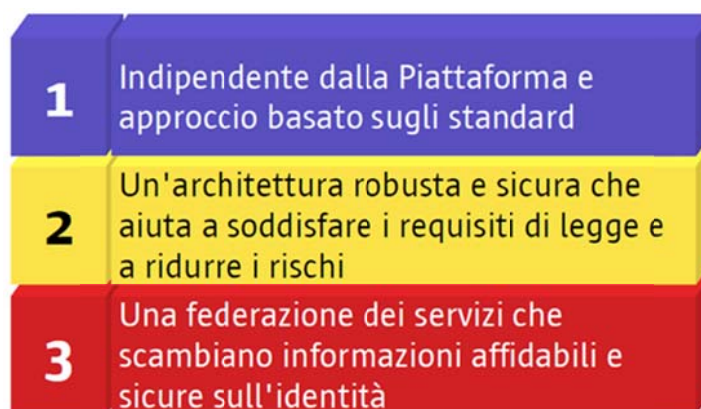 1
Indipendente dalla Piattaforma e
approccio basato sugli standard
2
Un'architettura robusta e sicura che
aiuta a soddisfare i requisiti di legge e
a ridurre i rischi
3
Una federazione dei servizi che
scambiano informazioni affidabili e
sicure sull'identità